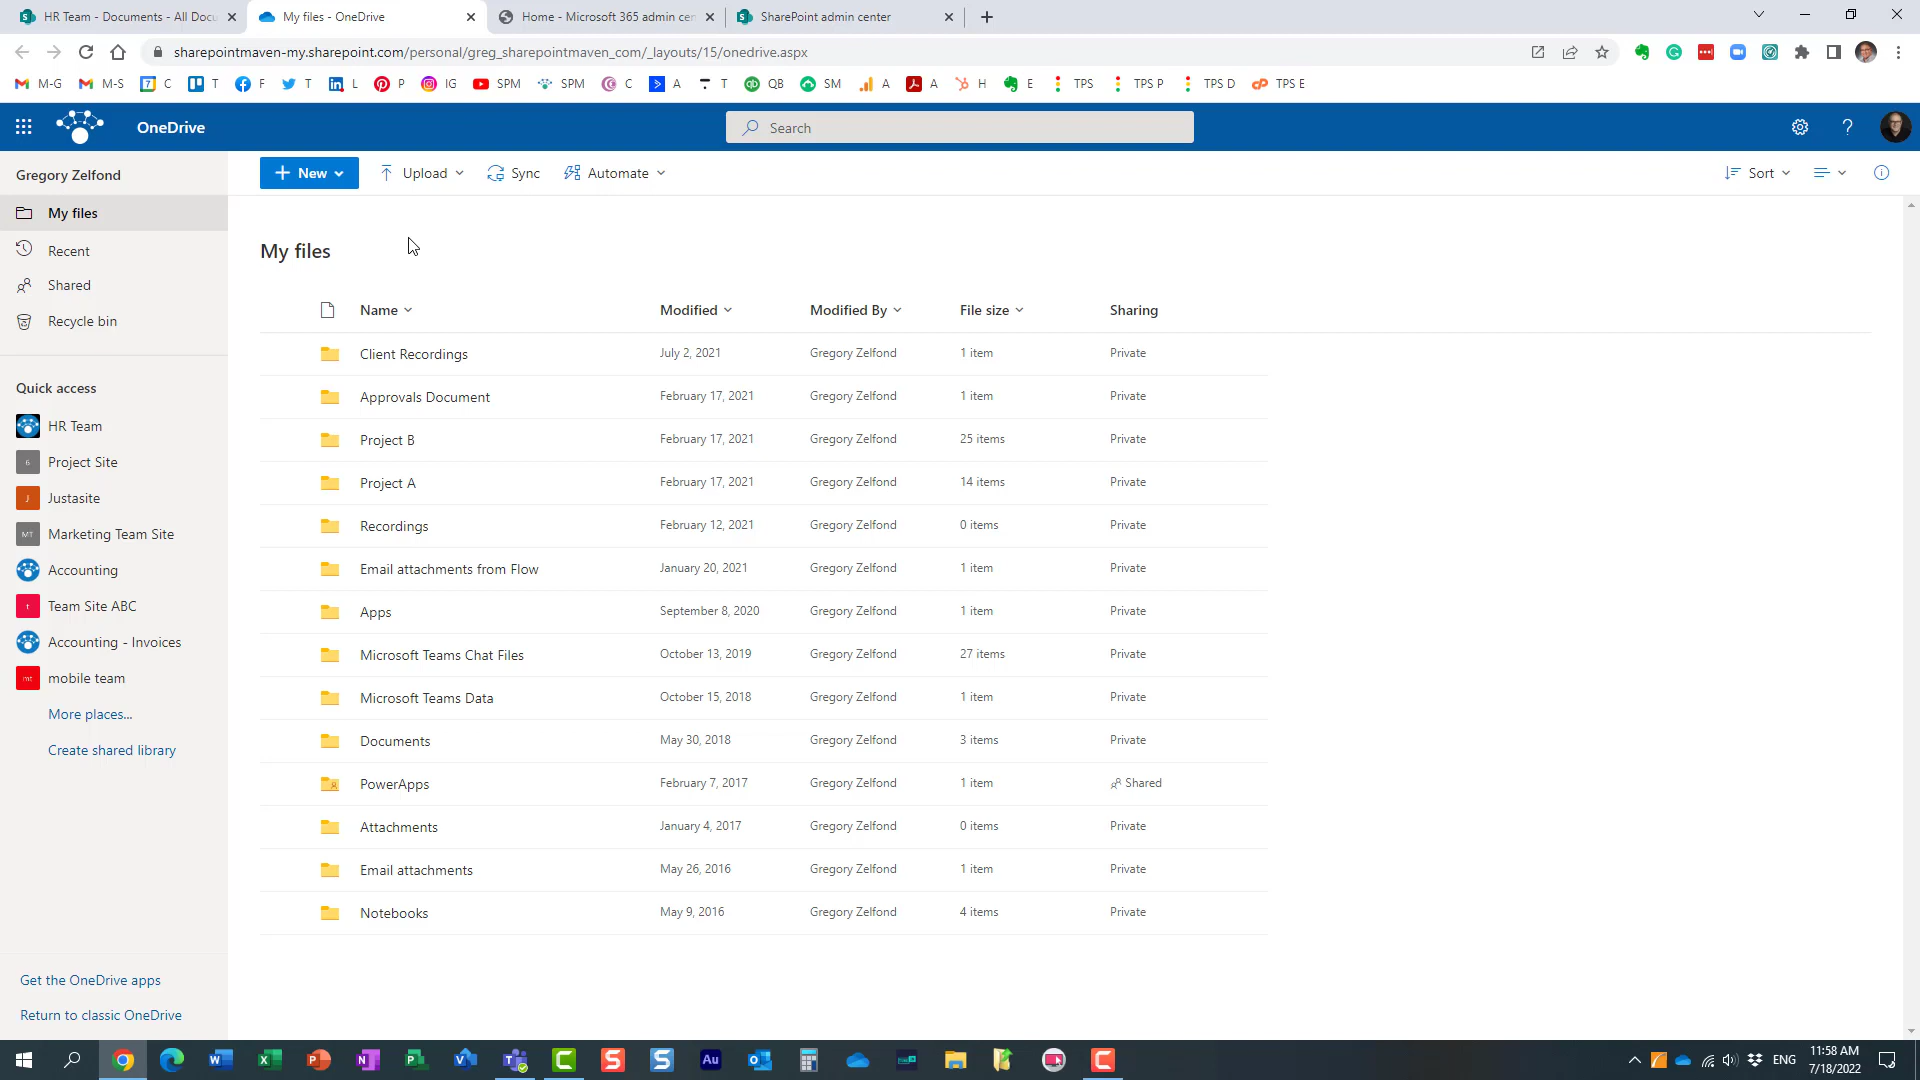 HR Team - Documents - All Docu
My files - OneDrive
Home - Microsoft 365 admin cen
SharePoint admin center
sharepointmaven-my.sharepoint.com/personal/greg_sharepointmaven_com/_layouts/15/onedrive.aspx
M-G M-S C T F T L P IG SPM SPM C A T QB SM A A H E TPS TPS P TPS D TPS E
OneDrive
Search
Gregory Zelfond
New Upload Sync Automate Sort
My files
Recent
Shared
Recycle bin
Quick access
HR Team
6 Project Site
J Justasite
MT Marketing Team Site
Accounting
t Team Site ABC
Accounting - Invoices
mt mobile team
More places...
Create shared library
Get the OneDrive apps
Return to classic OneDrive
My files
Name Modified Modified By File size Sharing
Client Recordings July 2, 2021 Gregory Zelfond 1 item Private
Approvals Document February 17, 2021 Gregory Zelfond 1 item Private
Project B February 17, 2021 Gregory Zelfond 25 items Private
Project A February 17, 2021 Gregory Zelfond 14 items Private
Recordings February 12, 2021 Gregory Zelfond 0 items Private
Email attachments from Flow January 20, 2021 Gregory Zelfond 1 item Private
Apps September 8, 2020 Gregory Zelfond 1 item Private
Microsoft Teams Chat Files October 13, 2019 Gregory Zelfond 27 items Private
Microsoft Teams Data October 15, 2018 Gregory Zelfond 1 item Private
Documents May 30, 2018 Gregory Zelfond 3 items Private
PowerApps February 7, 2017 Gregory Zelfond 1 item Shared
Attachments January 4, 2017 Gregory Zelfond 0 items Private
Email attachments May 26, 2016 Gregory Zelfond 1 item Private
Notebooks May 9, 2016 Gregory Zelfond 4 items Private
ENG
11:58 AM
7/18/2022